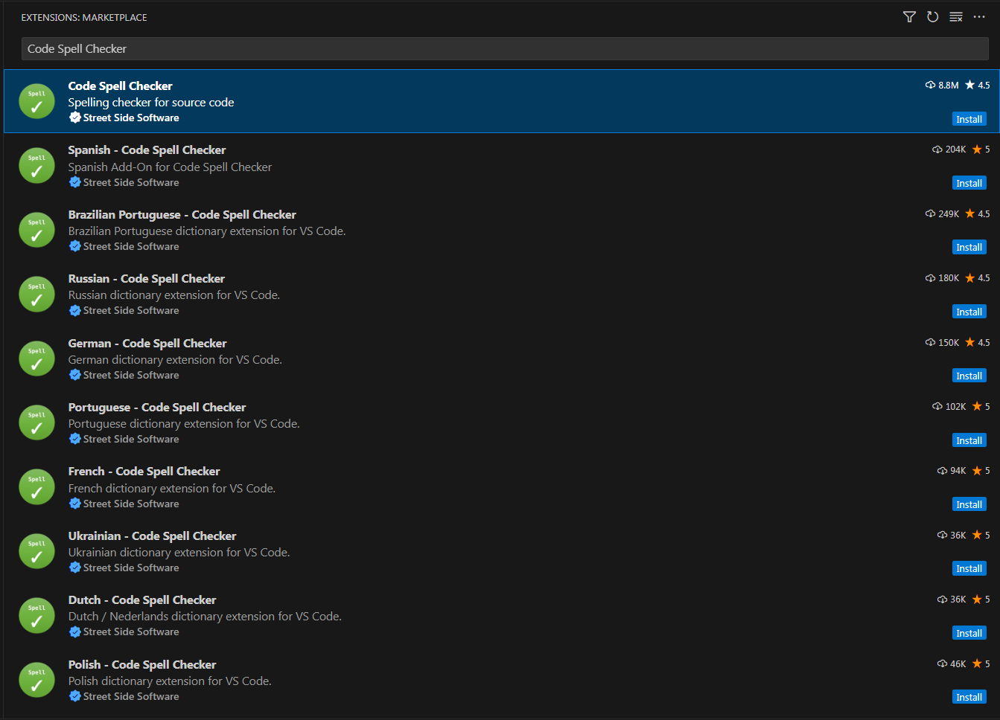 EXTENSIONS: MARKETPLACE
Code Spell Checker
Spell
Code Spell Checker
8.8M 4.5
Spelling checker for source code
Street Side Software
Install
Spell
Spanish - Code Spell Checker
204K 5
Spanish Add-On for Code Spell Checker
Street Side Software
Install
Spell
Brazilian Portuguese - Code Spell Checker
249K 4.5
Brazilian Portuguese dictionary extension for VS Code.
Street Side Software
Install
Spell
Russian - Code Spell Checker
180K 4.5
Russian dictionary extension for VS Code.
Street Side Software
Install
Spell
German - Code Spell Checker
150K 4.5
German dictionary extension for VS Code.
Street Side Software
Install
Spell
Portuguese - Code Spell Checker
102K 5
Portuguese dictionary extension for VS Code.
Street Side Software
Install
Spell
French - Code Spell Checker
94K 5
French dictionary extension for VS Code.
Street Side Software
Install
Spell
Ukrainian - Code Spell Checker
36K 5
Ukrainian dictionary extension for VS Code.
Street Side Software
Install
Spell
Dutch - Code Spell Checker
36K 5
Dutch / Nederlands dictionary extension for VS Code.
Street Side Software
Install
Spell
Polish - Code Spell Checker
46K 5
Polish dictionary extension for VS Code.
Street Side Software
Install